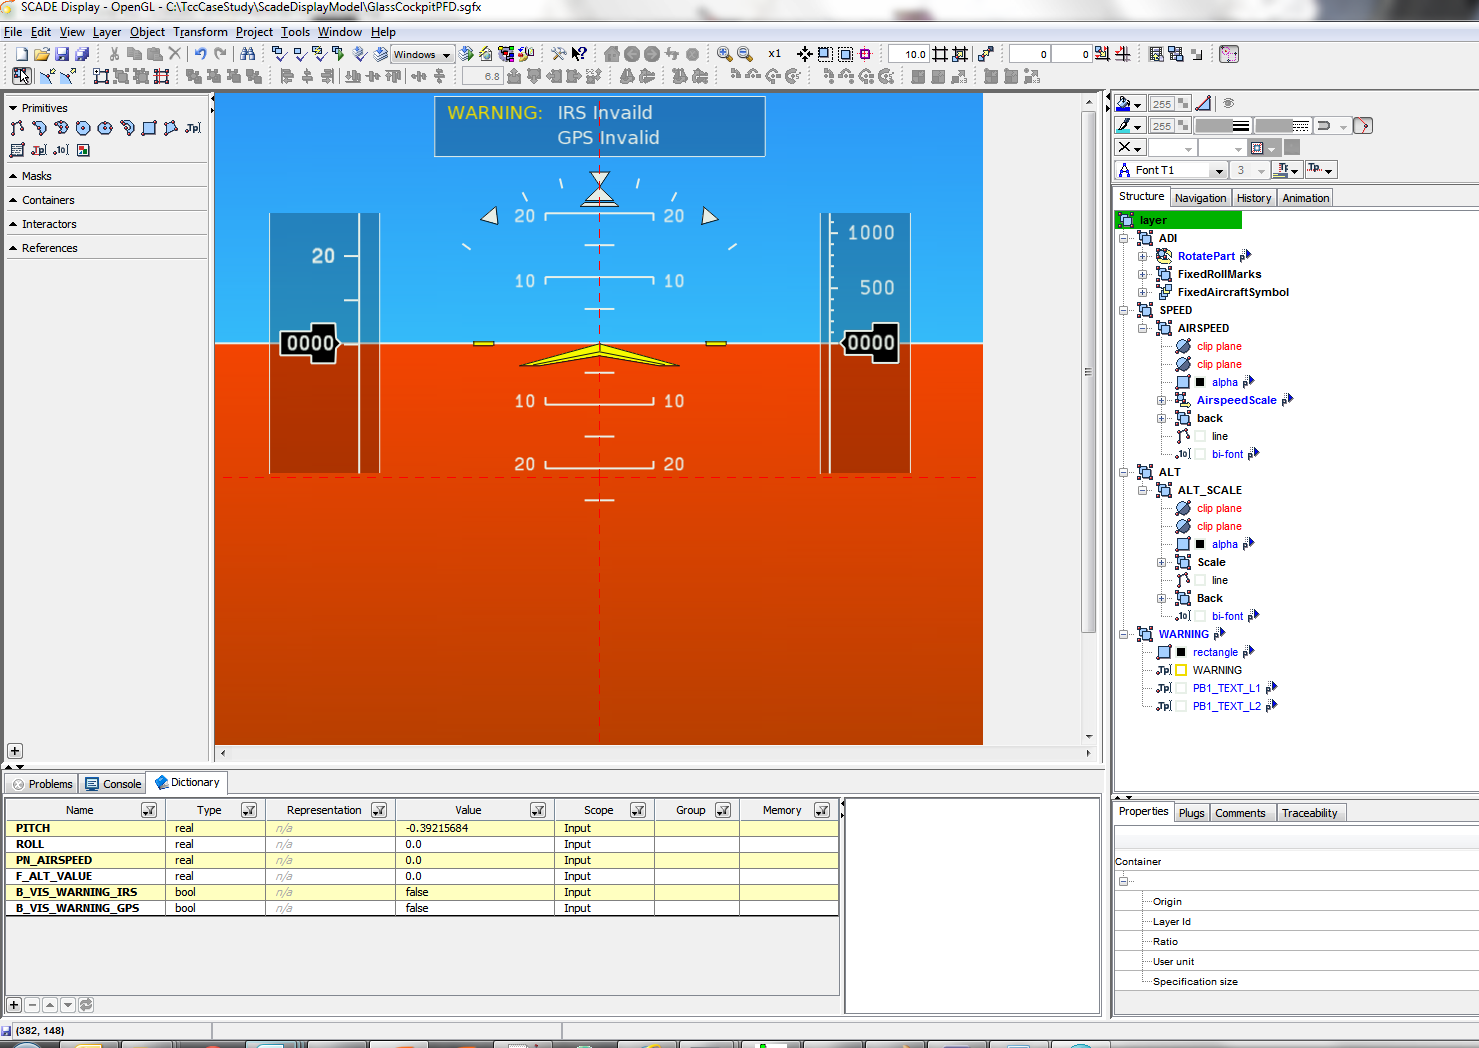 SCADE Display - OpenGL - C:\TccCaseStudy\ScadeDisplayModel\GlassCockpitPFD.sgfx
File Edit View Layer Object Transform Project Tools Window Help
Windows x1 10.0 0 0
6.8
Primitives
Masks
Containers
Interactors
References
WARNING: IRS Invaild
GPS Invalid
20 20
10 10
10 10
20 20
20
0000
1000
500
0000
255
255
Font T1 3
Structure Navigation History Animation
layer
ADI
RotatePart
FixedRollMarks
FixedAircraftSymbol
SPEED
AIRSPEED
clip plane
clip plane
alpha
AirspeedScale
back
line
bi-font
ALT
ALT_SCALE
clip plane
clip plane
alpha
Scale
line
Back
bi-font
WARNING
rectangle
WARNING
PB1_TEXT_L1
PB1_TEXT_L2
Problems Console Dictionary
Name Type Representation Value Scope Group Memory
PITCH real n/a -0.39215684 Input
ROLL real n/a 0.0 Input
PN_AIRSPEED real n/a 0.0 Input
F_ALT_VALUE real n/a 0.0 Input
B_VIS_WARNING_IRS bool n/a false Input
B_VIS_WARNING_GPS bool n/a false Input
Properties Plugs Comments Traceability
Container
Origin
Layer Id
Ratio
User unit
Specification size
(382, 148)